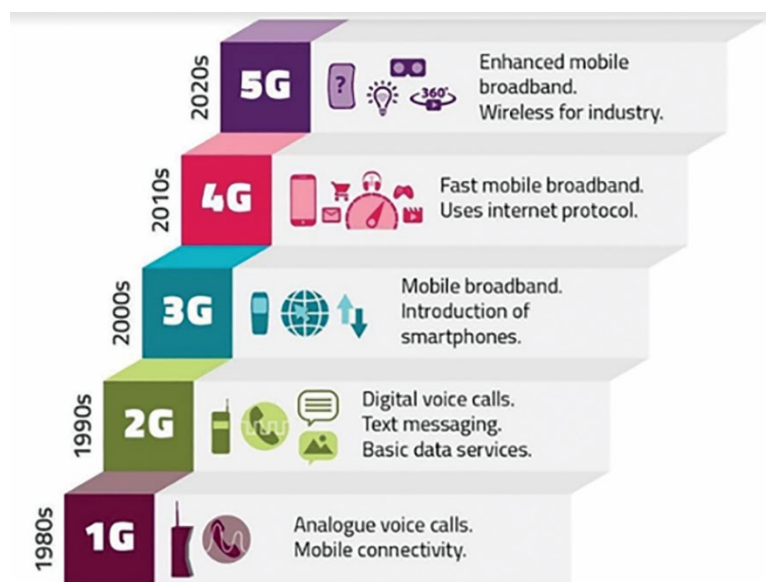 2020s
5G
?
360°
Enhanced mobile
broadband.
Wireless for industry.
2010s
4G
Fast mobile broadband.
Uses internet protocol.
2000s
3G
Mobile broadband.
Introduction of
smartphones.
1990s
2G
Digital voice calls.
Text messaging.
Basic data services.
1980s
1G
Analogue voice calls.
Mobile connectivity.